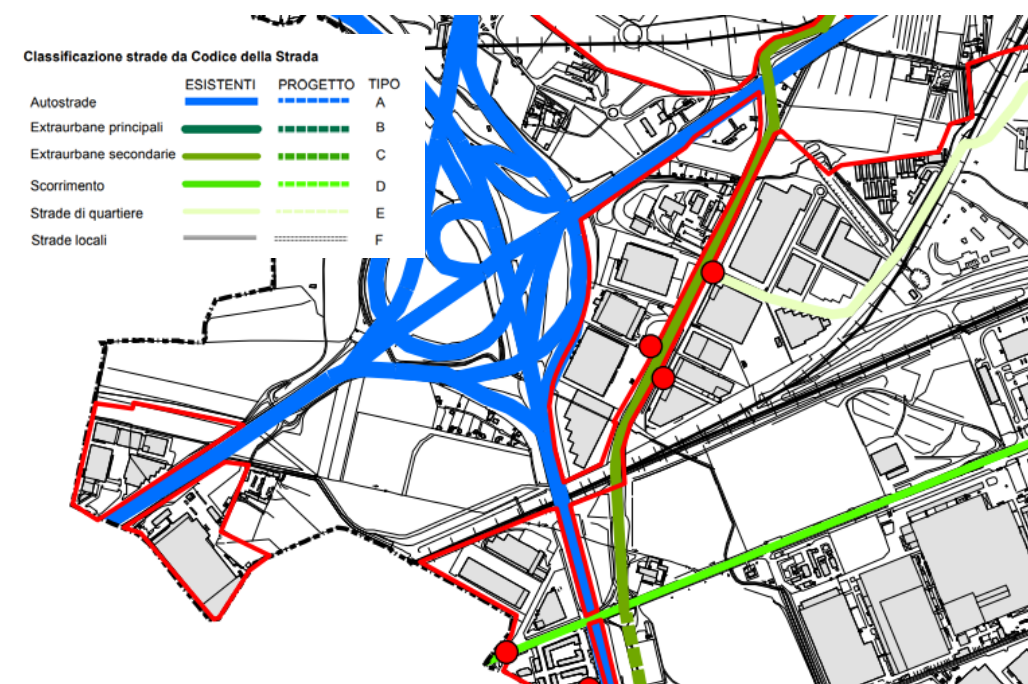 Classificazione strade da Codice della Strada
ESISTENTI PROGETTO TIPO
Autostrade A
Extraurbane principali B
Extraurbane secondarie C
Scorrimento D
Strade di quartiere E
Strade locali F